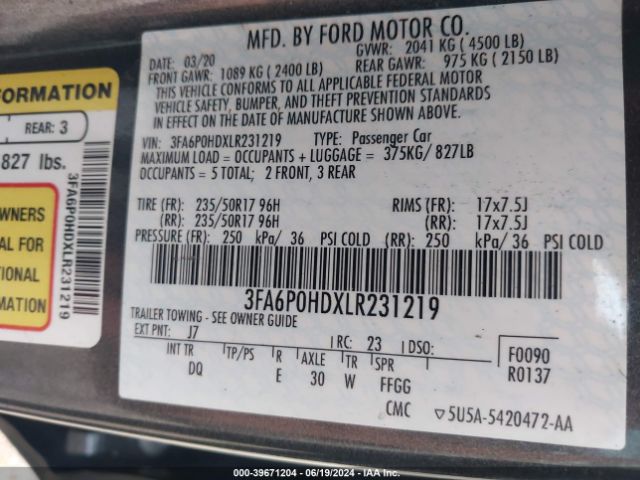 MFD. BY FORD MOTOR CO.
DATE: 03/20 GVWR: 2041 KG ( 4500 LB)
FRONT GAWR: 1089 KG ( 2400 LB) REAR GAWR: 975 KG ( 2150 LB)
THIS VEHICLE CONFORMS TO ALL APPLICABLE FEDERAL MOTOR
VEHICLE SAFETY, BUMPER, AND THEFT PREVENTION STANDARDS
IN EFFECT ON THE DATE OF MANUFACTURE SHOWN ABOVE.
VIN: 3FA6P0HDXLR231219 TYPE: Passenger Car
MAXIMUM LOAD = OCCUPANTS + LUGGAGE = 375KG/ 827LB
OCCUPANTS = 5 TOTAL; 2 FRONT, 3 REAR
TIRE (FR): 235/50R17 96H RIMS (FR): 17x7.5J
(RR): 235/50R17 96H (RR): 17x7.5J
PRESSURE (FR): 250 kPa/ 36 PSI COLD (RR): 250 kPa/ 36 PSI COLD
3FA6P0HDXLR231219
TRAILER TOWING - SEE OWNER GUIDE
EXT PNT: J7 RC: 23 DSO: F0090
INT TR TP/PS R AXLE TR SPR R0137
DQ E 30 W FFGG
CMC ▽5U5A-5420472-AA
FORMATION
REAR: 3
827 lbs.
WNERS
AL FOR
TIONAL
ION
3FA6P0HDXLR231219
000-39671204 | 06/19/2024 | IAA Inc.